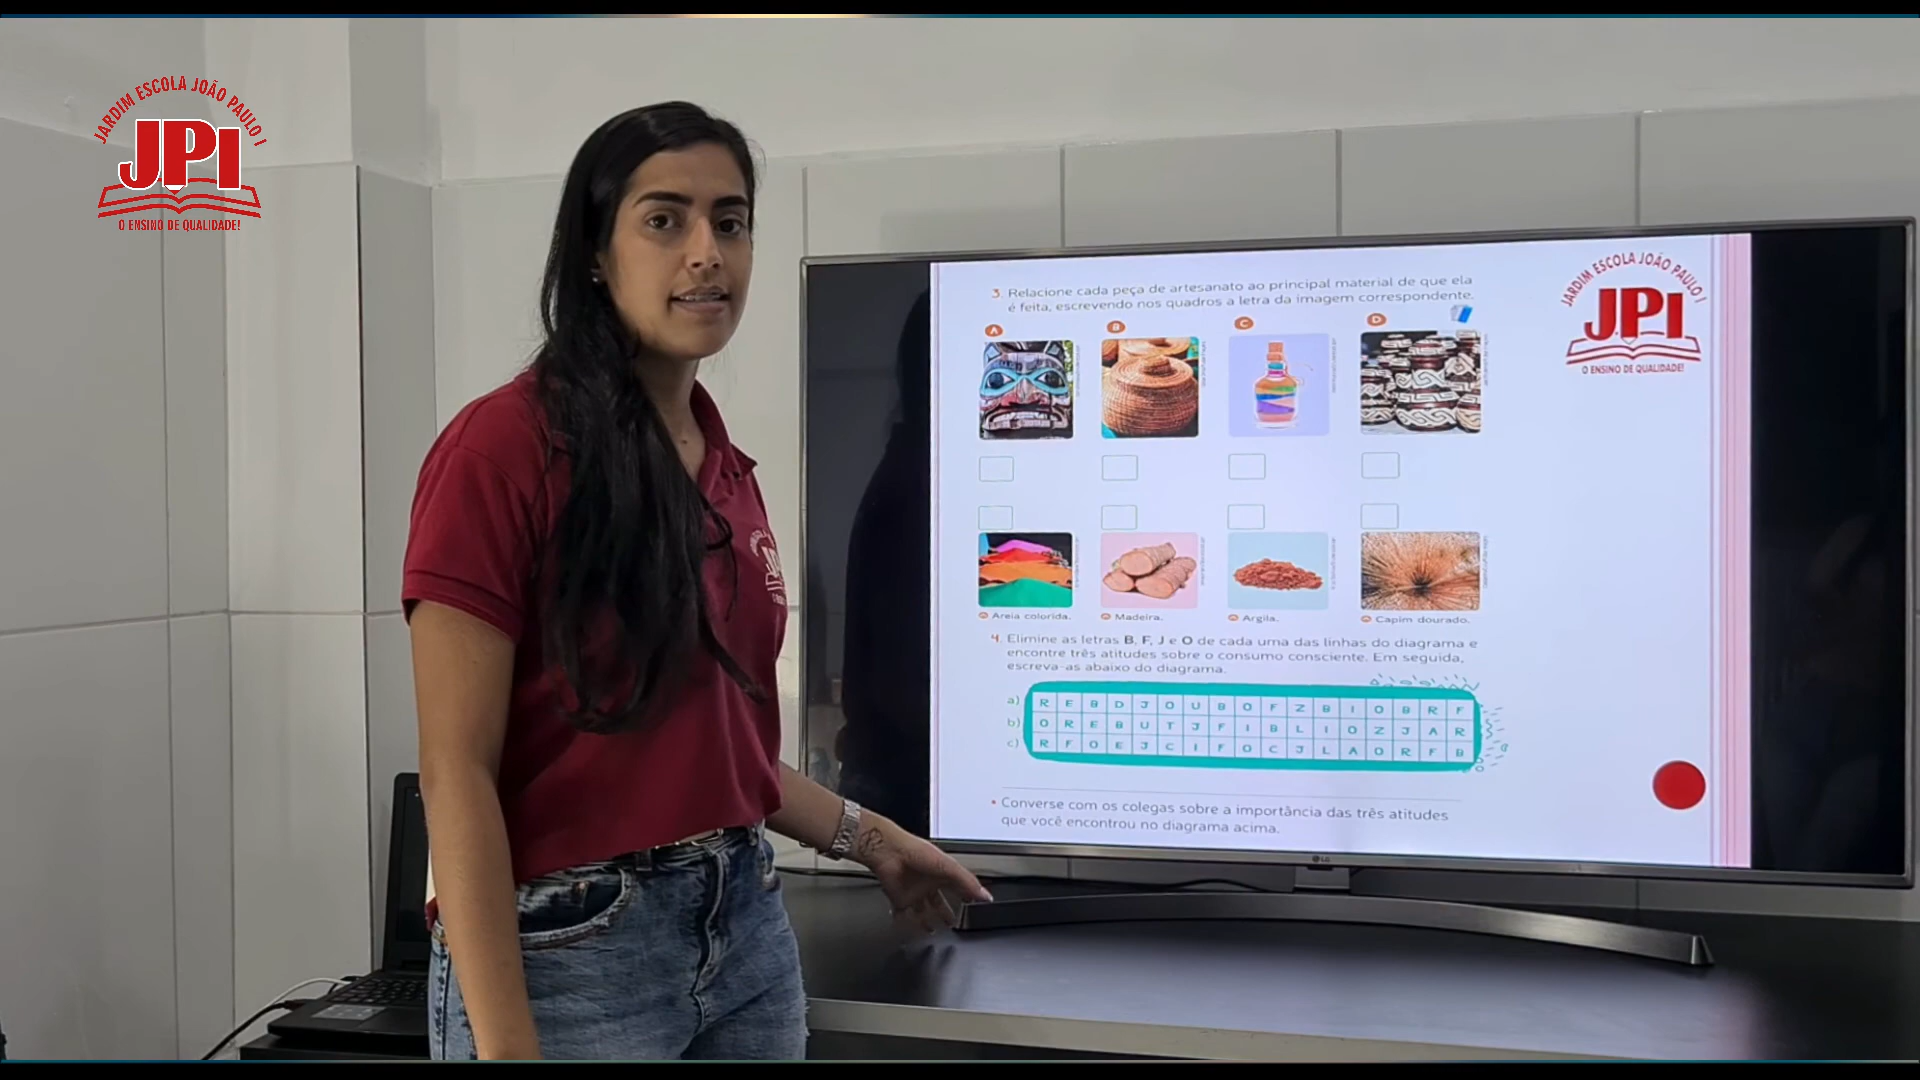 JARDIM ESCOLA JOÃO PAULO I
JPI
O ENSINO DE QUALIDADE!
JARDIM ESCOLA JOÃO PAULO I
JPI
O ENSINO DE QUALIDADE!
3. Relacione cada peça de artesanato ao principal material de que ela
é feita, escrevendo nos quadros a letra da imagem correspondente.
A B C D
Areia colorida. Madeira. Argila. Capim dourado.
4. Elimine as letras B, F, J e O de cada uma das linhas do diagrama e
encontre três atitudes sobre o consumo consciente. Em seguida,
escreva-as abaixo do diagrama.
a) R E B D J O U B O F Z B I O B R F
b) O R E B U T J F I B L I O Z J A R
c) R F O E J C I F O C J L A O R F B
• Converse com os colegas sobre a importância das três atitudes
que você encontrou no diagrama acima.
LG